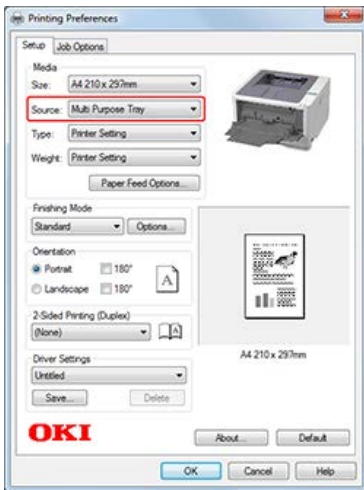 Printing Preferences
Setup Job Options
Media
Size: A4 210 x 297mm
Source: Multi Purpose Tray
Type: Printer Setting
Weight: Printer Setting
Paper Feed Options...
Finishing Mode
Standard Options...
Orientation
Portrait 180°
Landscape 180°
A
2-Sided Printing (Duplex)
(None)
A4 210 x 297mm
Driver Settings
Untitled
Save... Delete
OKI
About... Default
OK Cancel Help